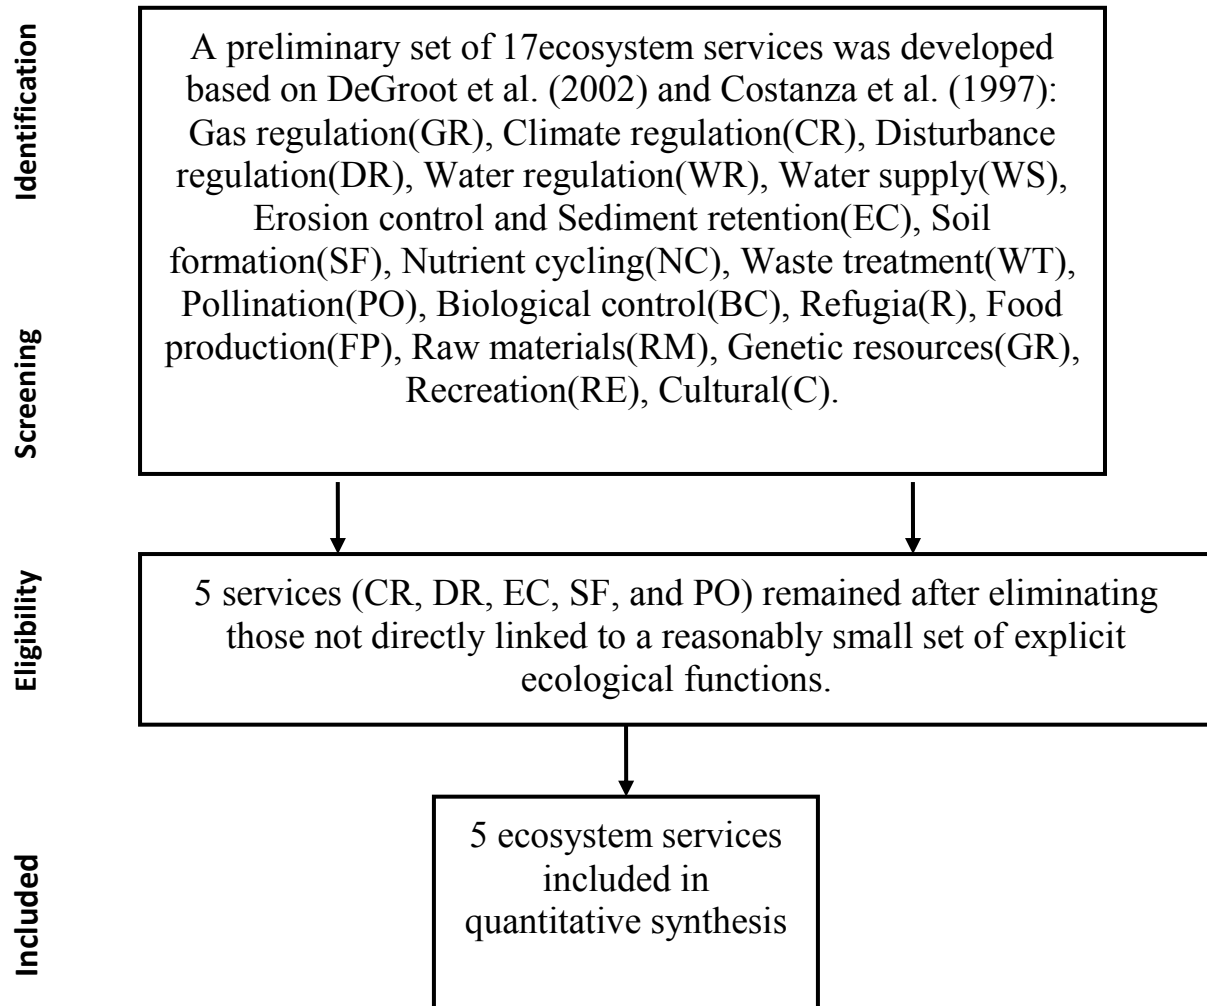 Identification
A preliminary set of 17ecosystem services was developed
based on DeGroot et al. (2002) and Costanza et al. (1997):
Gas regulation(GR), Climate regulation(CR), Disturbance
regulation(DR), Water regulation(WR), Water supply(WS),
Erosion control and Sediment retention(EC), Soil
formation(SF), Nutrient cycling(NC), Waste treatment(WT),
Pollination(PO), Biological control(BC), Refugia(R), Food
production(FP), Raw materials(RM), Genetic resources(GR),
Recreation(RE), Cultural(C).
Screening
Eligibility
5 services (CR, DR, EC, SF, and PO) remained after eliminating
those not directly linked to a reasonably small set of explicit
ecological functions.
Included
5 ecosystem services
included in
quantitative synthesis